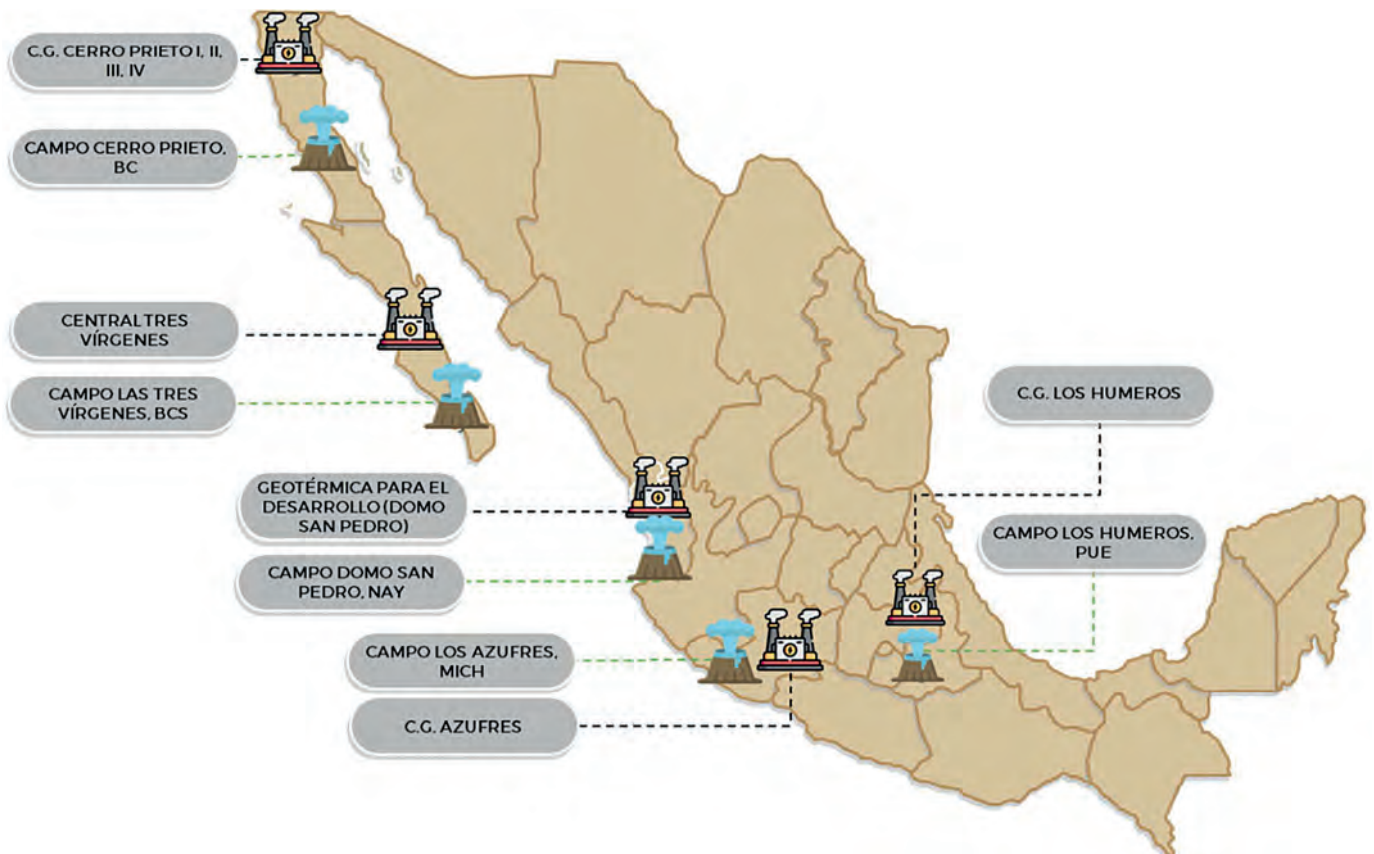 C.G. CERRO PRIETO I, II,
III, IV
CAMPO CERRO PRIETO,
BC
CENTRAL TRES
VÍRGENES
CAMPO LAS TRES
VÍRGENES, BCS
GEOTÉRMICA PARA EL
DESARROLLO (DOMO
SAN PEDRO)
CAMPO DOMO SAN
PEDRO, NAY
CAMPO LOS AZUFRES,
MICH
C.G. AZUFRES
C.G. LOS HUMEROS
CAMPO LOS HUMEROS,
PUE